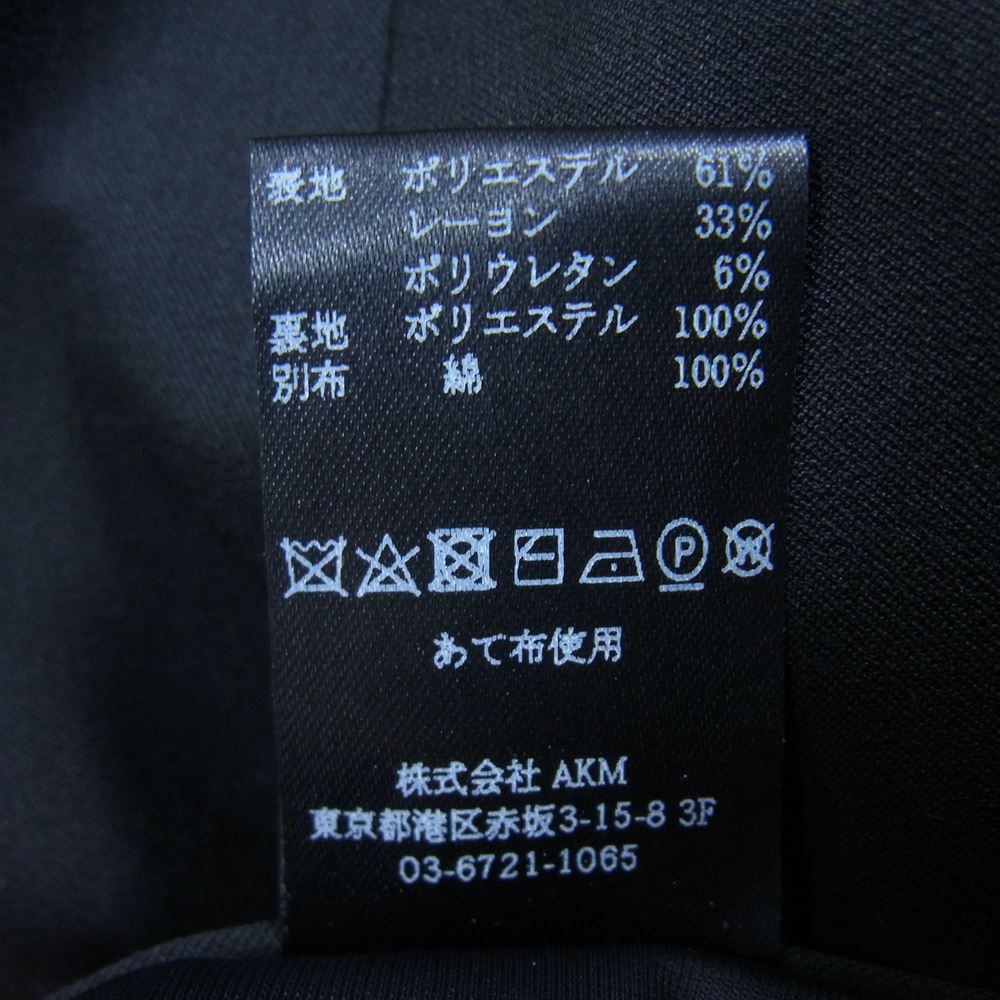 表地 ポリエステル 61%
レーヨン 33%
ポリウレタン 6%
裏地 ポリエステル 100%
別布 綿 100%
P W
あて布使用
株式会社 AKM
東京都港区赤坂3-15-8 3F
03-6721-1065